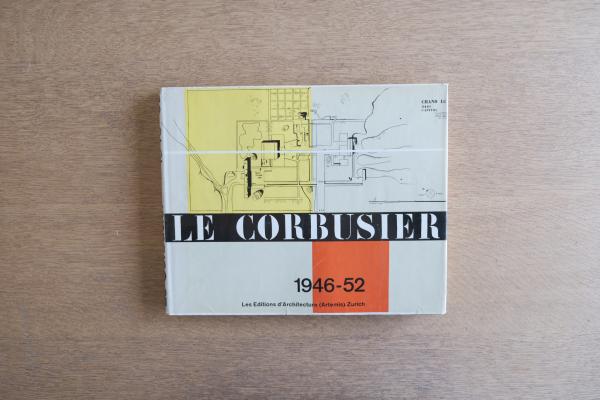 LE CORBUSIER
1946-52
Les Editions d'Architecture (Artemis) Zurich